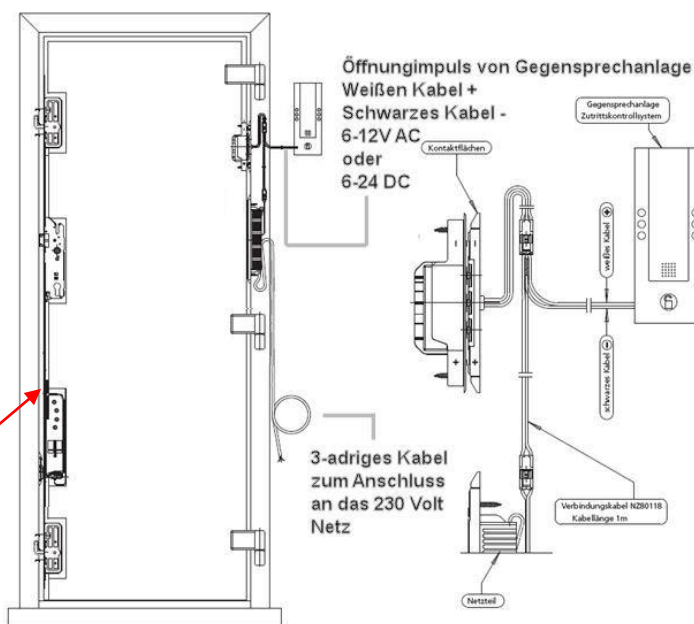 Öffnungimpuls von Gegensprechanlage
Weißen Kabel +
Schwarzes Kabel -
6-12V AC
oder
6-24 DC
Gegensprechanlage
Zutrittskontrollsystem
Kontaktflächen
weißes Kabel +
schwarzes Kabel -
3-adriges Kabel
zum Anschluss
an das 230 Volt
Netz
Verbindungskabel NZ80118
Kabellänge 1m
Netzteil